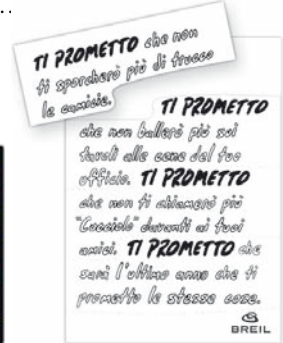 ..
TI PROMETTO che non
ti sporcherò più di trucco
le camicie.
TI PROMETTO
che non ballerò più sui
tavoli alle cene del tuo
ufficio. TI PROMETTO
che non ti chiamerò più
"Cucciolo" davanti ai tuoi
amici. TI PROMETTO che
sarà l'ultimo anno che ti
prometto le stesse cose.
BREIL